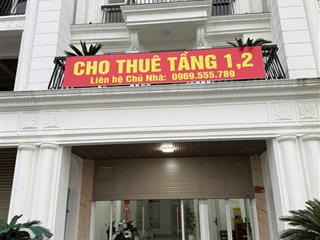 CHO THUÊ TẦNG 1,2
Liên hệ Chủ Nhà: 0969.555.789